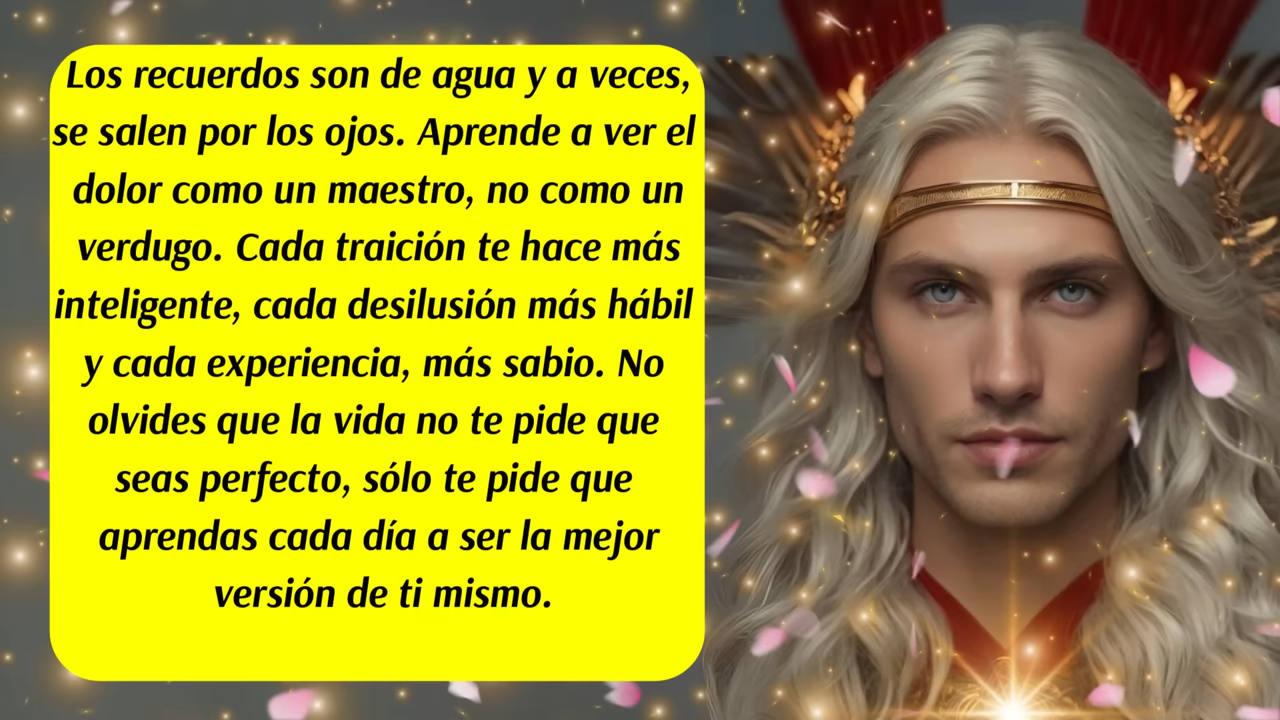 Los recuerdos son de agua y a veces,
se salen por los ojos. Aprende a ver el
dolor como un maestro, no como un
verdugo. Cada traición te hace más
inteligente, cada desilusión más hábil
y cada experiencia, más sabio. No
olvides que la vida no te pide que
seas perfecto, sólo te pide que
aprendas cada día a ser la mejor
versión de ti mismo.